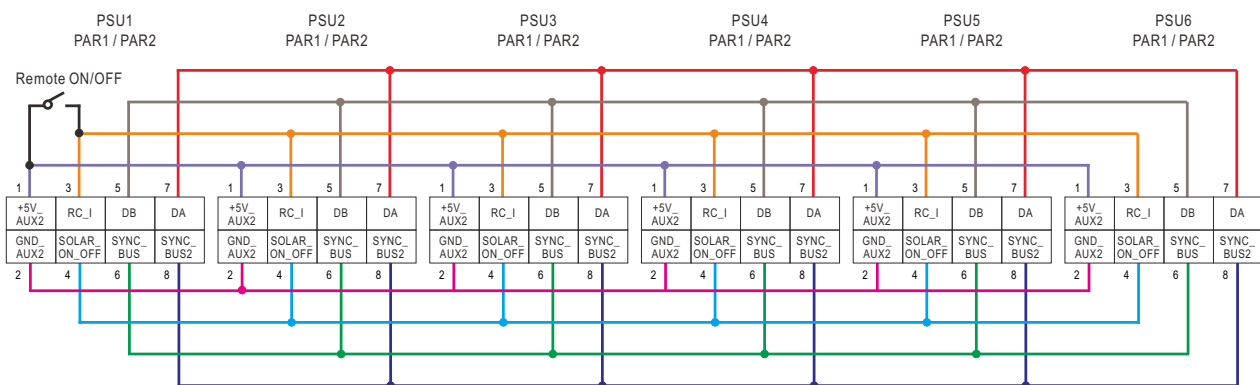 PSU1 PSU2 PSU3 PSU4 PSU5 PSU6
PAR1 / PAR2 PAR1 / PAR2 PAR1 / PAR2 PAR1 / PAR2 PAR1 / PAR2 PAR1 / PAR2
Remote ON/OFF
1 3 5 7 1 3 5 7 1 3 5 7 1 3 5 7 1 3 5 7 1 3 5 7
+5V_ +5V_ +5V_ +5V_ +5V_ +5V_
AUX2 RC_I DB DA AUX2 RC_I DB DA AUX2 RC_I DB DA AUX2 RC_I DB DA AUX2 RC_I DB DA AUX2 RC_I DB DA
GND_ SOLAR_ SYNC_ SYNC_ GND_ SOLAR_ SYNC_ SYNC_ GND_ SOLAR_ SYNC_ SYNC_ GND_ SOLAR_ SYNC_ SYNC_ GND_ SOLAR_ SYNC_ SYNC_ GND_ SOLAR_ SYNC_ SYNC_
AUX2 ON_OFF BUS BUS2 AUX2 ON_OFF BUS BUS2 AUX2 ON_OFF BUS BUS2 AUX2 ON_OFF BUS BUS2 AUX2 ON_OFF BUS BUS2 AUX2 ON_OFF BUS BUS2
2 4 6 8 2 4 6 8 2 4 6 8 2 4 6 8 2 4 6 8 2 4 6 8